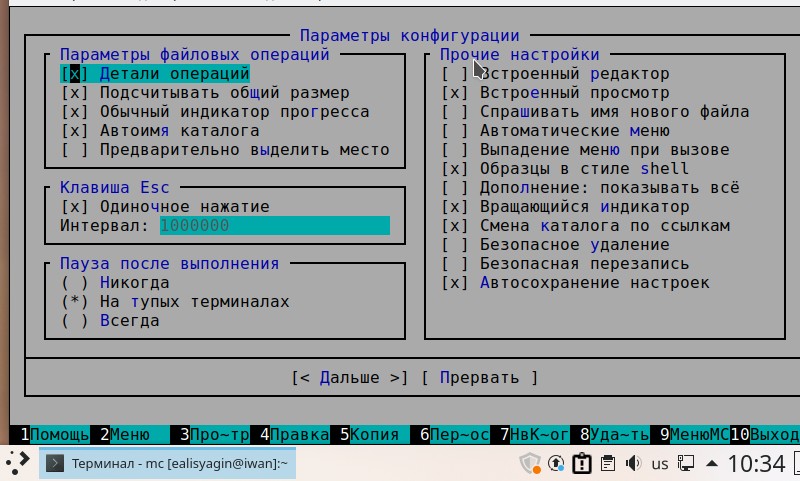 Параметры конфигурации
Параметры файловых операций
[x] Детали операций
[x] Подсчитывать общий размер
[x] Обычный индикатор прогресса
[x] Автоимя каталога
[ ] Предварительно выделить место
Клавиша Esc
[x] Одиночное нажатие
Интервал: 1000000
Пауза после выполнения
( ) Никогда
(*) На тупых терминалах
( ) Всегда
Прочие настройки
[ ] Встроенный редактор
[x] Встроенный просмотр
[ ] Спрашивать имя нового файла
[ ] Автоматические меню
[ ] Выпадение меню при вызове
[x] Образцы в стиле shell
[ ] Дополнение: показывать всё
[x] Вращающийся индикатор
[x] Смена каталога по ссылкам
[ ] Безопасное удаление
[ ] Безопасная перезапись
[x] Автосохранение настроек
[< Дальше >] [ Прервать ]
1Помощь 2Меню 3Про~тр 4Правка 5Копия 6Пер~ос 7НвК~ог 8Уда~ть 9МенюМС 10Выход
Терминал - mc [ealisyagin@iwan]:~ us 10:34